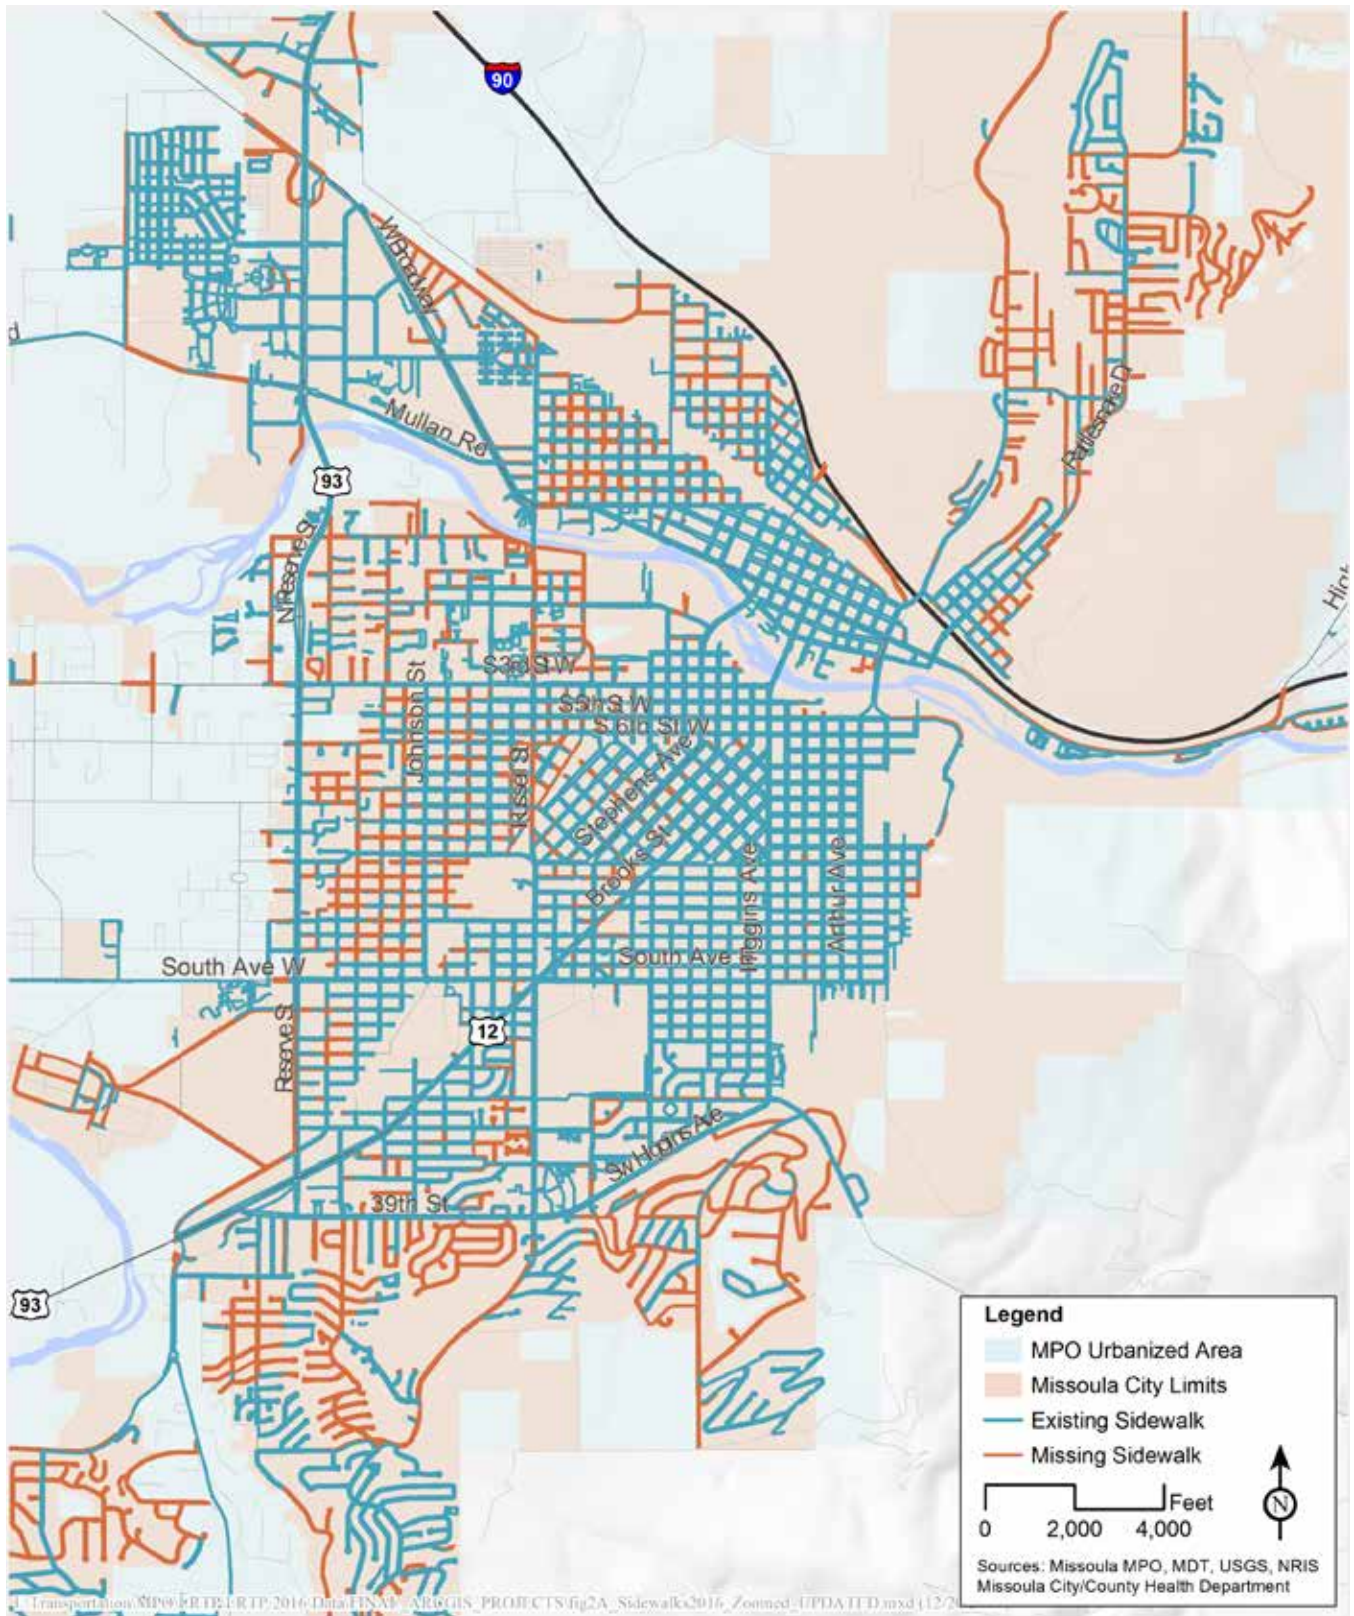 90
W Broadway
Mullan Rd
93
N Reserve St
S 3rd St W
S 5th St W
S 6th St W
Johnson St
Russell St
Stephens Ave
Brooks St
Higgins Ave
Arthur Ave
South Ave W
South Ave E
12
Reserve St
SW Higgins Ave
39th St
93
Rattlesnake D
High
Legend
MPO Urbanized Area
Missoula City Limits
Existing Sidewalk
Missing Sidewalk
Feet
0 2,000 4,000
N
Sources: Missoula MPO, MDT, USGS, NRIS
Missoula City/County Health Department